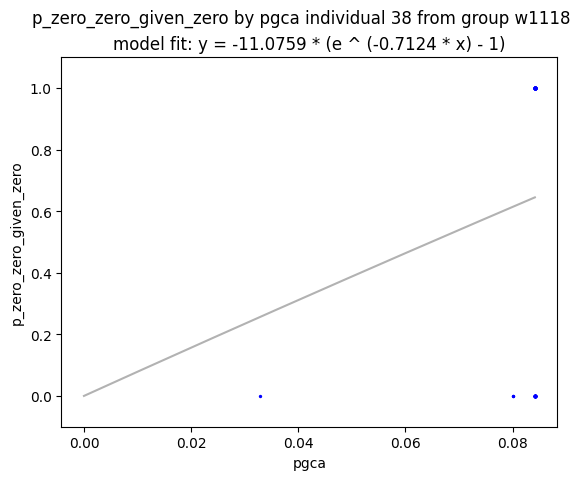 p_zero_zero_given_zero by pgca individual 38 from group w1118
model fit: y = -11.0759 * (e ^ (-0.7124 * x) - 1)
p_zero_zero_given_zero
1.0
0.8
0.6
0.4
0.2
0.0
0.00 0.02 0.04 0.06 0.08
pgca